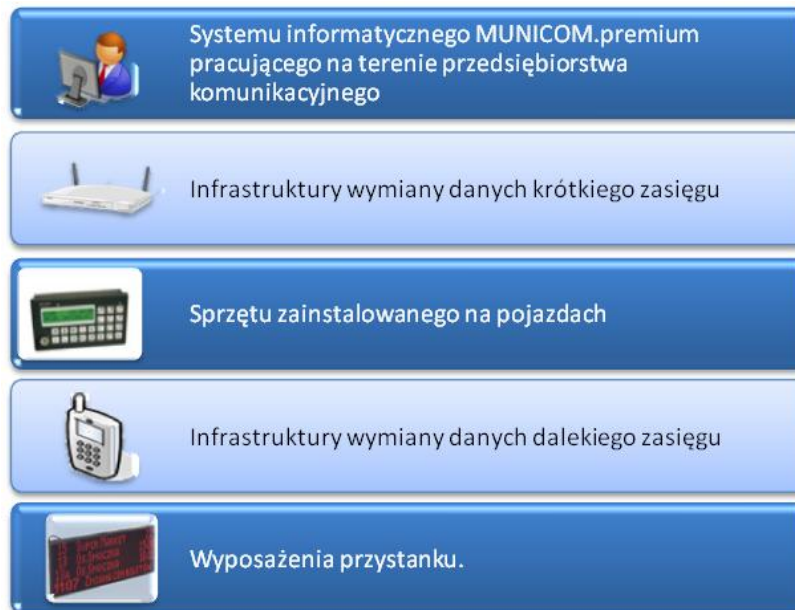 Systemu informatycznego MUNICOM.premium
pracującego na terenie przedsiębiorstwa
komunikacyjnego
Infrastruktury wymiany danych krótkiego zasięgu
Sprzętu zainstalowanego na pojazdach
Infrastruktury wymiany danych dalekiego zasięgu
Wyposażenia przystanku.